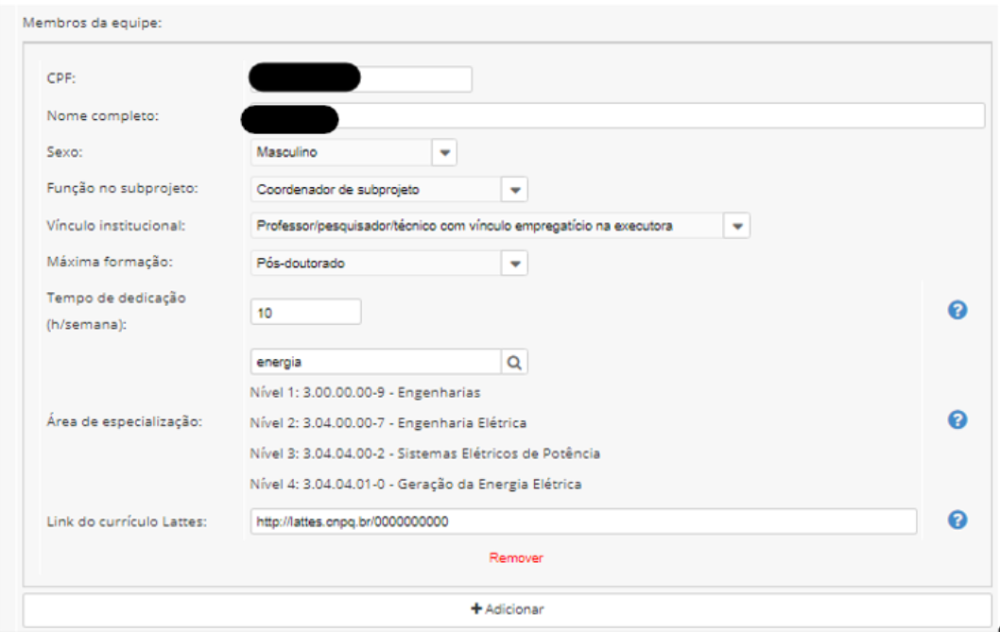 Membros da equipe:
CPF:
Nome completo:
Sexo: Masculino
Função no subprojeto: Coordenador de subprojeto
Vínculo institucional: Professor/pesquisador/técnico com vínculo empregatício na executora
Máxima formação: Pós-doutorado
Tempo de dedicação
(h/semana): 10
energia
Nível 1: 3.00.00.00-9 - Engenharias
Área de especialização: Nível 2: 3.04.00.00-7 - Engenharia Elétrica
Nível 3: 3.04.04.00-2 - Sistemas Elétricos de Potência
Nível 4: 3.04.04.01-0 - Geração da Energia Elétrica
Link do currículo Lattes: http://lattes.cnpq.br/0000000000
Remover
+ Adicionar